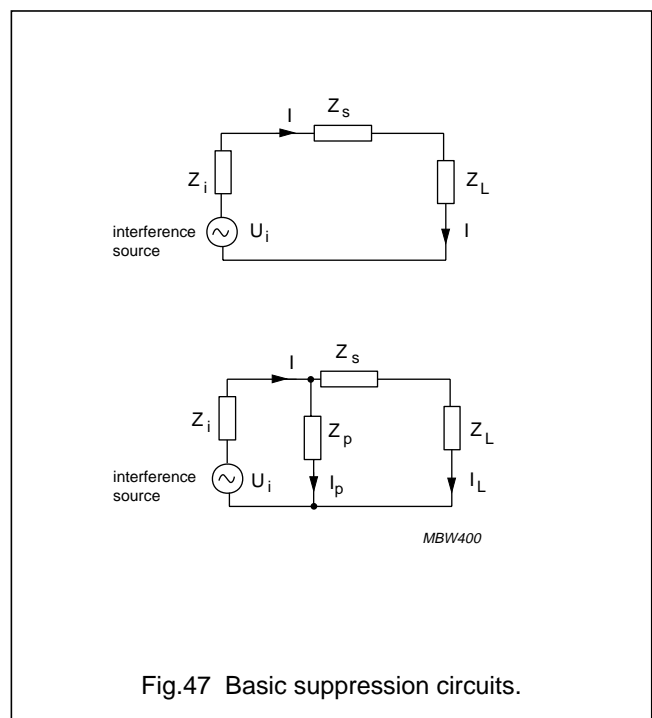 I
Z s
Z i
Z L
interference
source
U i
I
I
Z s
Z i
Z p
Z L
interference
source
U i
I p
I L
MBW400
Fig.47 Basic suppression circuits.